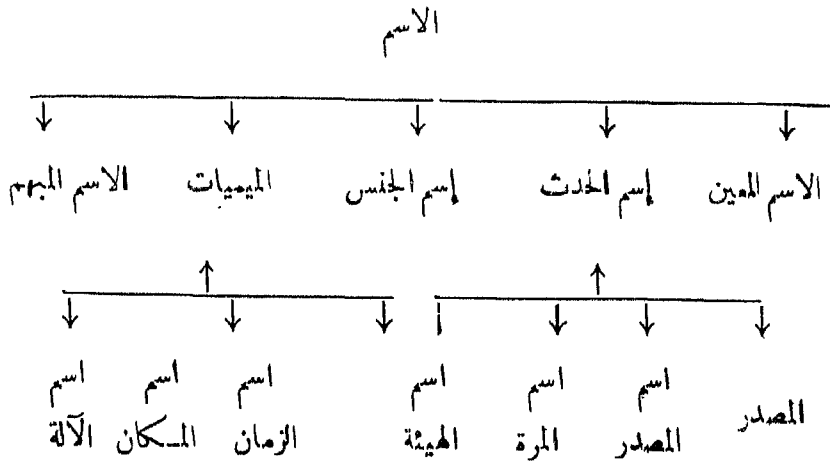 الاسم
الاسم المعين إسم الحدث إسم الجنس الميميات الاسم المبهم
المصدر اسم المصدر اسم المرة اسم الهيئة اسم الزمان اسم المـكان اسم الآلة